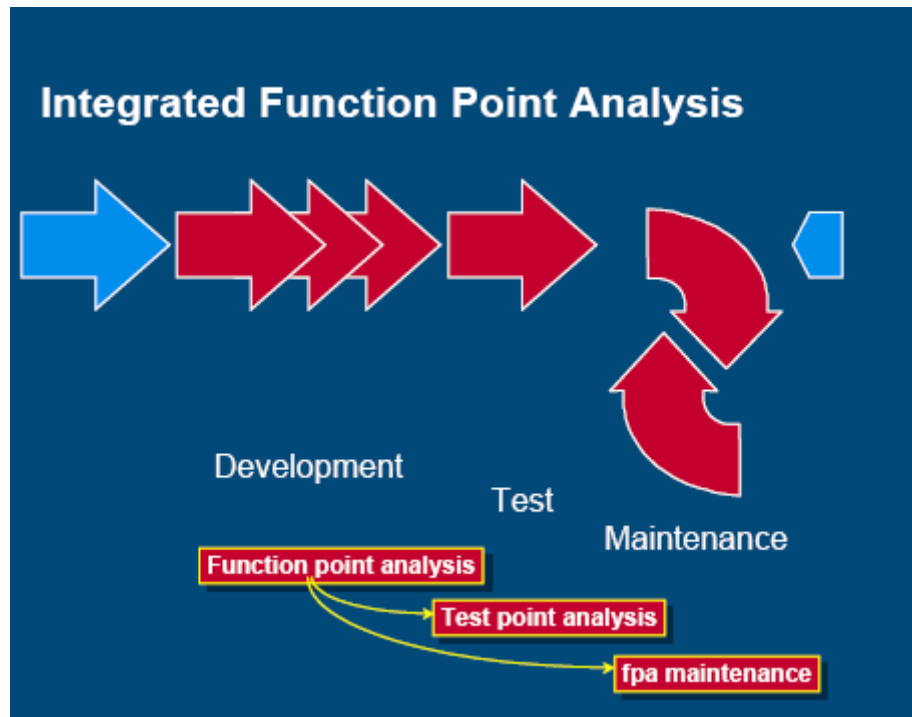 Integrated Function Point Analysis
Development
Test
Maintenance
Function point analysis
Test point analysis
fpa maintenance